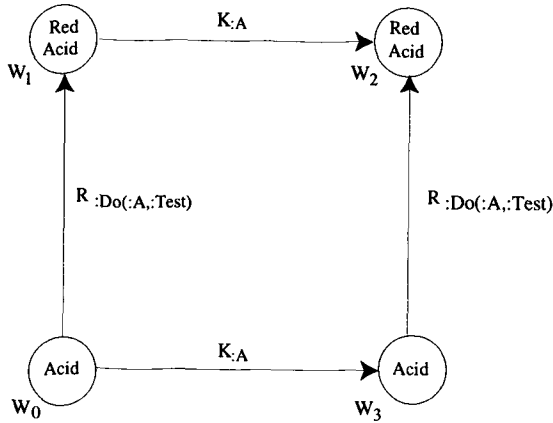 K:A
Red
Acid
Red
Acid
W1
W2
R :Do(:A,:Test)
R :Do(:A,:Test)
K:A
Acid
Acid
W0
W3